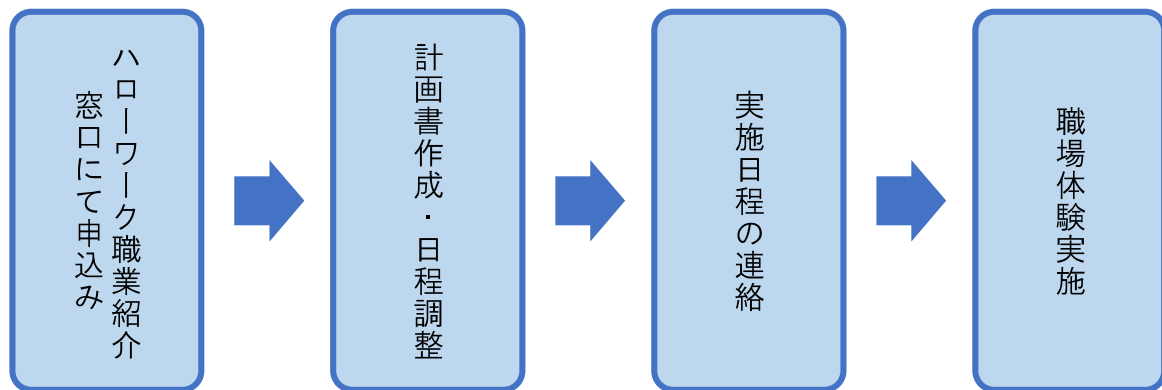 ハローワーク職業紹介
窓口にて申込み
計画書作成・日程調整
実施日程の連絡
職場体験実施